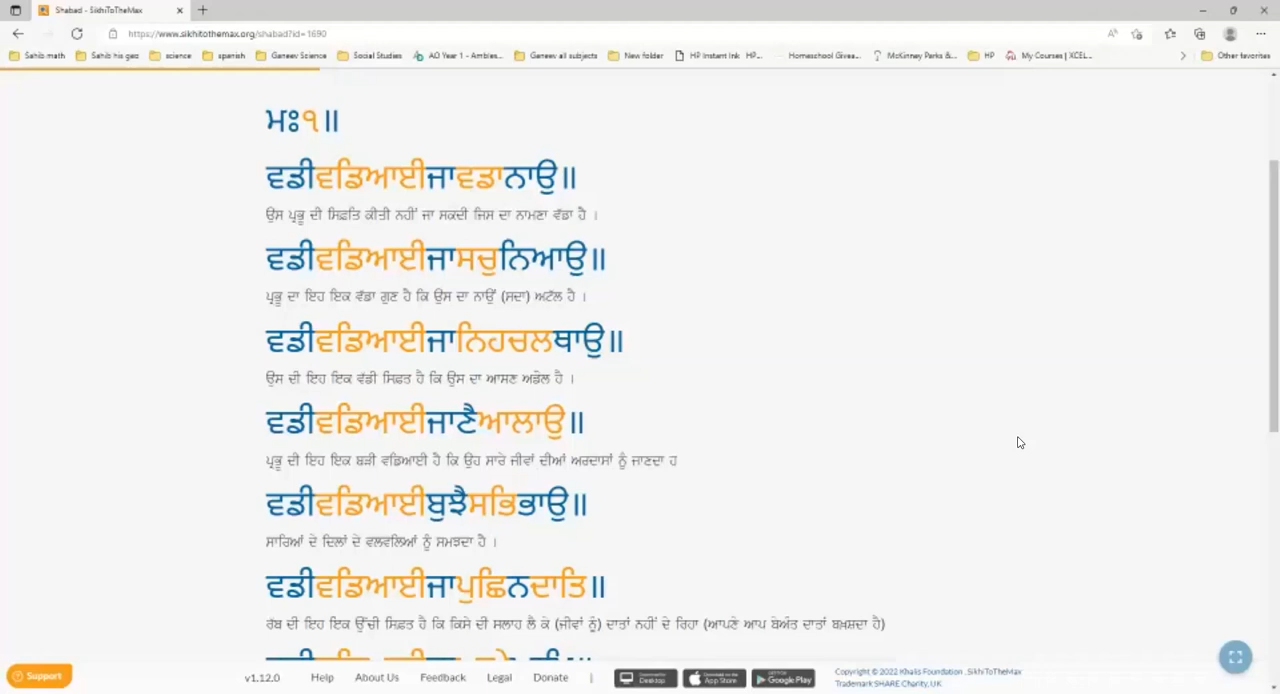 Shabad - SikhiToTheMax
https://www.sikhitothemax.org/shabad?id=1690
Sahib math Sahib his geo science spanish Ganeev Science Social Studies AO Year 1 - Ambles... Ganeev all subjects New folder HP Instant Ink HP... Homeschool Givea... McKinney Parks &... HP My Courses | XCEL... Other favorites
ਮਃ੧॥
ਵਡੀਵਡਿਆਈਜਾਵਡਾਨਾਉ॥
ਉਸ ਪ੍ਰਭੂ ਦੀ ਸਿਫ਼ਤਿ ਕੀਤੀ ਨਹੀਂ ਜਾ ਸਕਦੀ ਜਿਸ ਦਾ ਨਾਮਣਾ ਵੱਡਾ ਹੈ ।
ਵਡੀਵਡਿਆਈਜਾਸਚੁਨਿਆਉ॥
ਪ੍ਰਭੂ ਦਾ ਇਹ ਇਕ ਵੱਡਾ ਗੁਣ ਹੈ ਕਿ ਉਸ ਦਾ ਨਾਉਂ (ਸਦਾ) ਅਟੱਲ ਹੈ ।
ਵਡੀਵਡਿਆਈਜਾਨਿਹਚਲਥਾਉ॥
ਉਸ ਦੀ ਇਹ ਇਕ ਵੱਡੀ ਸਿਫ਼ਤ ਹੈ ਕਿ ਉਸ ਦਾ ਆਸਣ ਅਡੋਲ ਹੈ ।
ਵਡੀਵਡਿਆਈਜਾਣੈਆਲਾਉ॥
ਪ੍ਰਭੂ ਦੀ ਇਹ ਇਕ ਬੜੀ ਵਡਿਆਈ ਹੈ ਕਿ ਉਹ ਸਾਰੇ ਜੀਵਾਂ ਦੀਆਂ ਅਰਦਾਸਾਂ ਨੂੰ ਜਾਣਦਾ ਹ
ਵਡੀਵਡਿਆਈਬੁਝੈਸਭਿਭਾਉ॥
ਸਾਰਿਆਂ ਦੇ ਦਿਲਾਂ ਦੇ ਵਲਵਲਿਆਂ ਨੂੰ ਸਮਝਦਾ ਹੈ ।
ਵਡੀਵਡਿਆਈਜਾਪੁਛਿਨਦਾਤਿ॥
ਰੱਬ ਦੀ ਇਹ ਇਕ ਉੱਚੀ ਸਿਫ਼ਤ ਹੈ ਕਿ ਕਿਸੇ ਦੀ ਸਲਾਹ ਲੈ ਕੇ (ਜੀਵਾਂ ਨੂੰ) ਦਾਤਾਂ ਨਹੀਂ ਦੇ ਰਿਹਾ (ਆਪਣੇ ਆਪ ਬੇਅੰਤ ਦਾਤਾਂ ਬਖ਼ਸ਼ਦਾ ਹੈ)
Support v1.12.0 Help About Us Feedback Legal Donate | Desktop App Store Google Play
Copyright © 2022 Khalis Foundation . SikhiToTheMax
Trademark SHARE Charity, UK